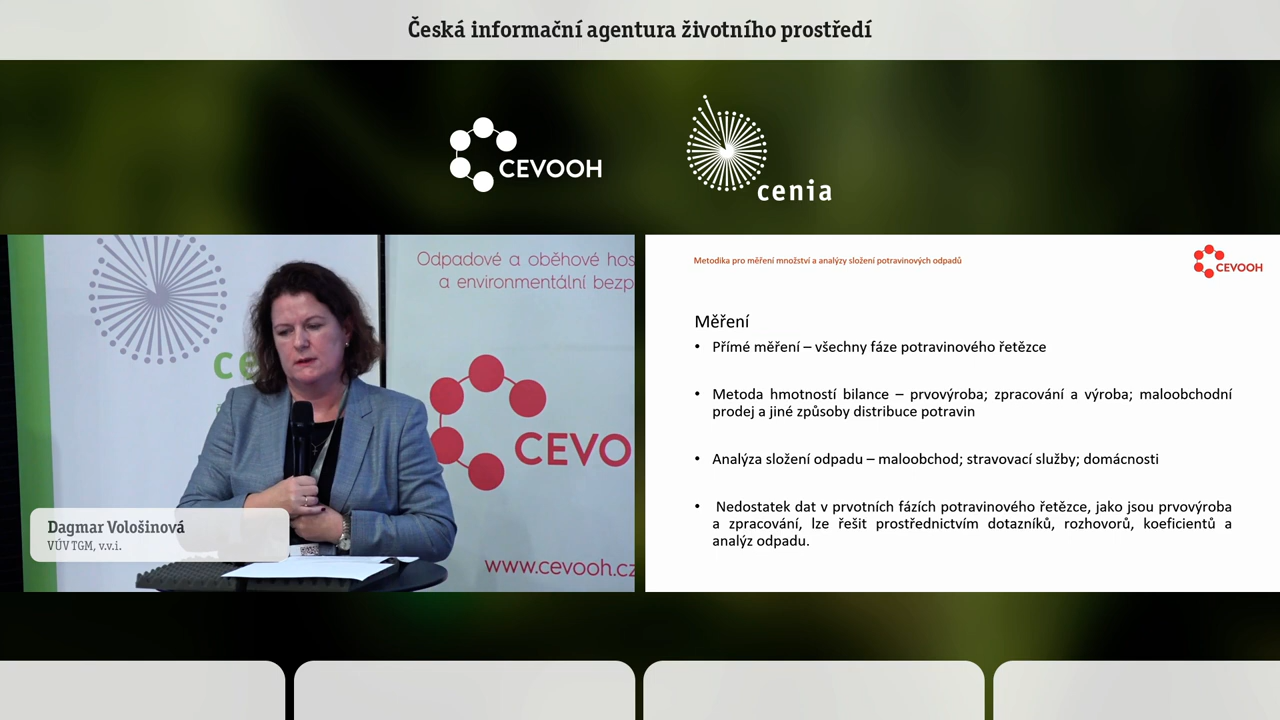 Česká informační agentura životního prostředí
CEVOOH
cenia
Odpadové a oběhové hos
a environmentální bezp
ce
CEVO
www.cevooh.cz
Dagmar Vološinová
VÚV TGM, v.v.i.
Metodika pro měření množství a analýzy složení potravinových odpadů
CEVOOH
Měření
• Přímé měření – všechny fáze potravinového řetězce
• Metoda hmotností bilance – prvovýroba; zpracování a výroba; maloobchodní
prodej a jiné způsoby distribuce potravin
• Analýza složení odpadu – maloobchod; stravovací služby; domácnosti
• Nedostatek dat v prvotních fázích potravinového řetězce, jako jsou prvovýroba
a zpracování, lze řešit prostřednictvím dotazníků, rozhovorů, koeficientů a
analýz odpadu.